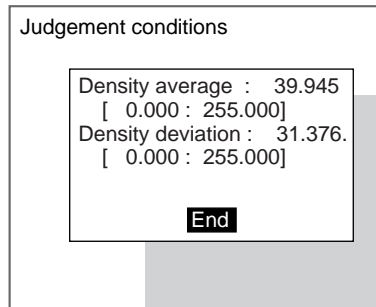 Judgement conditions
Density average : 39.945
[ 0.000 : 255.000]
Density deviation : 31.376.
[ 0.000 : 255.000]
End